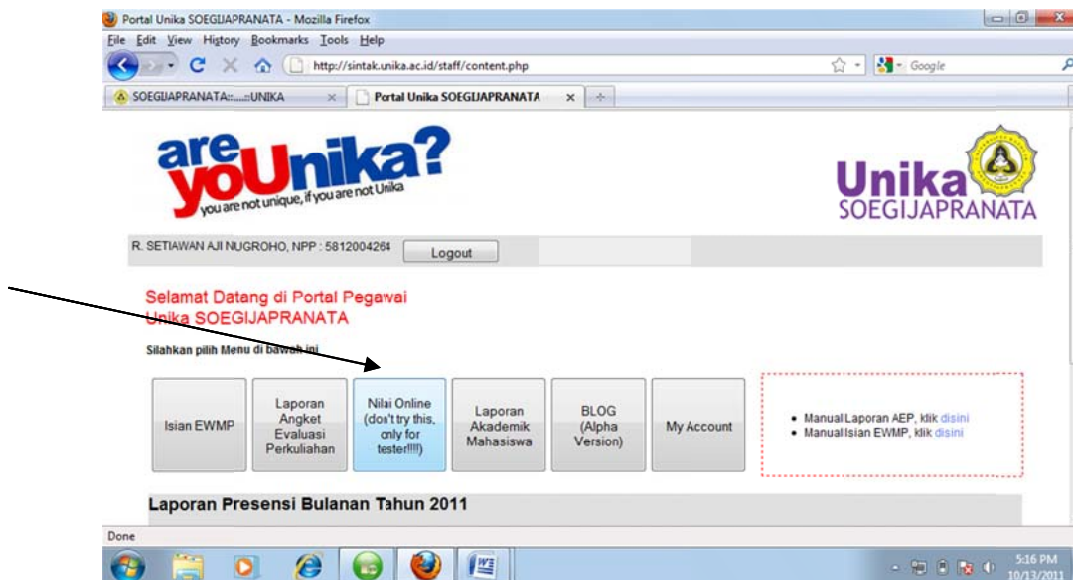 Portal Unika SOEGIJAPRANATA - Mozilla Firefox
File Edit View History Bookmarks Tools Help
http://sintak.unika.ac.id/staff/content.php
Google
SOEGIJAPRANATA::.....::UNIKA
Portal Unika SOEGIJAPRANATA
are
youUnika?
you are not unique, if you are not Unika
Unika
SOEGIJAPRANATA
R. SETIAWAN AJI NUGROHO, NPP : 5812004264
Logout
Selamat Datang di Portal Pegawai
Unika SOEGIJAPRANATA
Silahkan pilih Menu di bawah ini
Isian EWMP
Laporan
Angket
Evaluasi
Perkuliahan
Nilai Online
(don't try this,
only for
tester!!!!)
Laporan
Akademik
Mahasiswa
BLOG
(Alpha
Version)
My Account
ManualLaporan AEP, klik disini
ManualIsian EWMP, klik disini
Laporan Presensi Bulanan Tahun 2011
Done
5:16 PM
10/13/2011